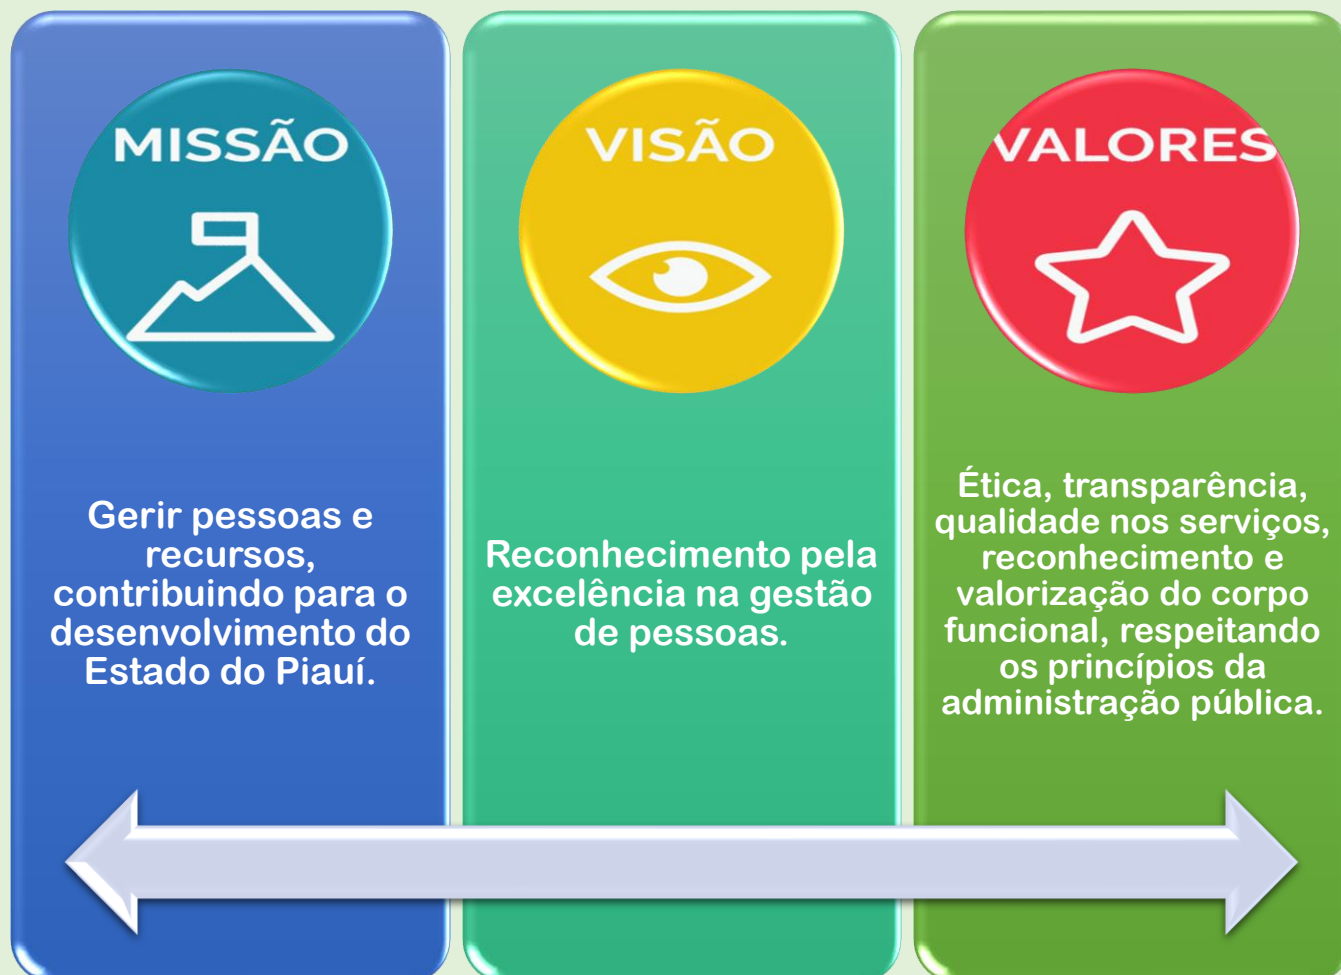 MISSÃO
Gerir pessoas e
recursos,
contribuindo para o
desenvolvimento do
Estado do Piauí.
VISÃO
Reconhecimento pela
excelência na gestão
de pessoas.
VALORES
Ética, transparência,
qualidade nos serviços,
reconhecimento e
valorização do corpo
funcional, respeitando
os princípios da
administração pública.